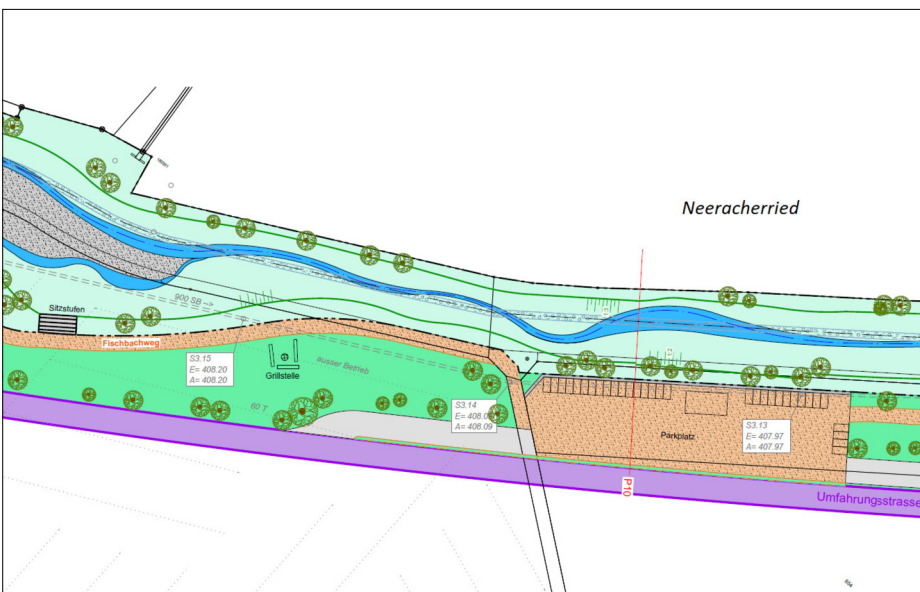 Neeracherried
900 SB
Sitzstufen
Fischbachweg
S3.15
E= 408.20
A= 408.20
Grillstelle
ausser Betrieb
60 T
S3.14
E= 408.09
A= 408.09
Parkplatz
S3.13
E= 407.97
A= 407.97
P10
Umfahrungsstrasse